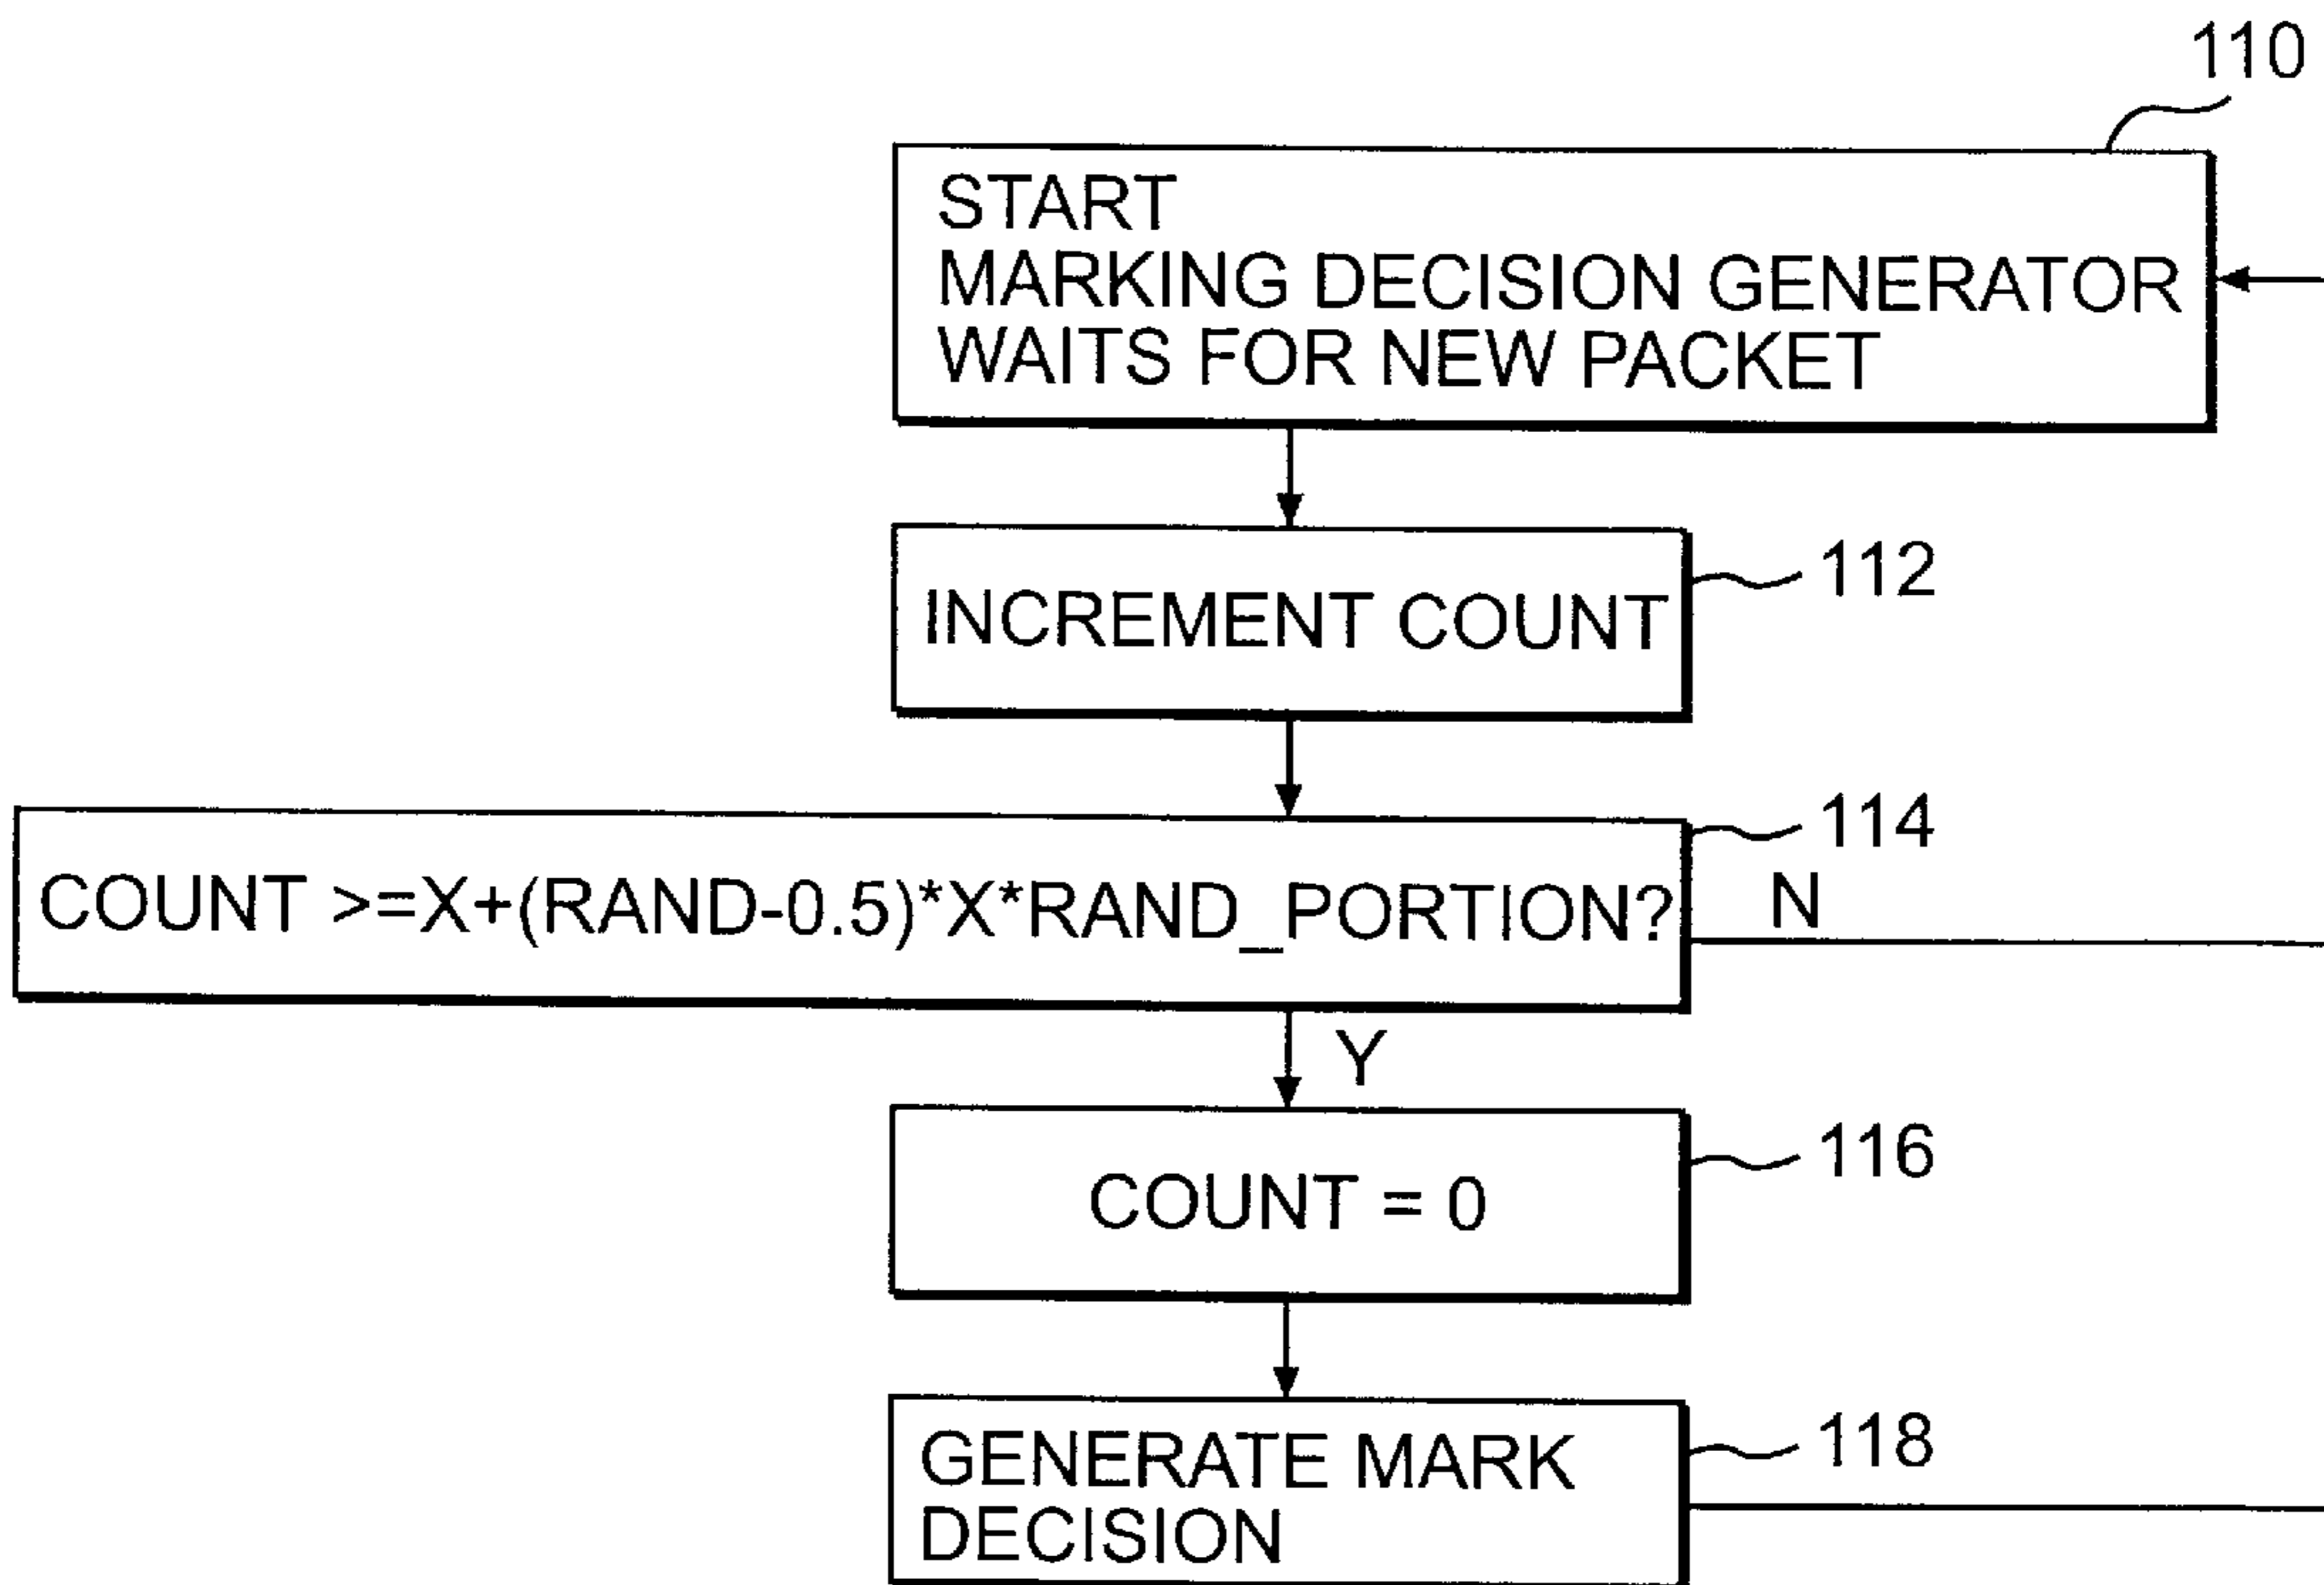 110
START
MARKING DECISION GENERATOR
WAITS FOR NEW PACKET
112
INCREMENT COUNT
114
COUNT >=X+(RAND-0.5)*X*RAND_PORTION?
N
Y
116
COUNT = 0
118
GENERATE MARK
DECISION